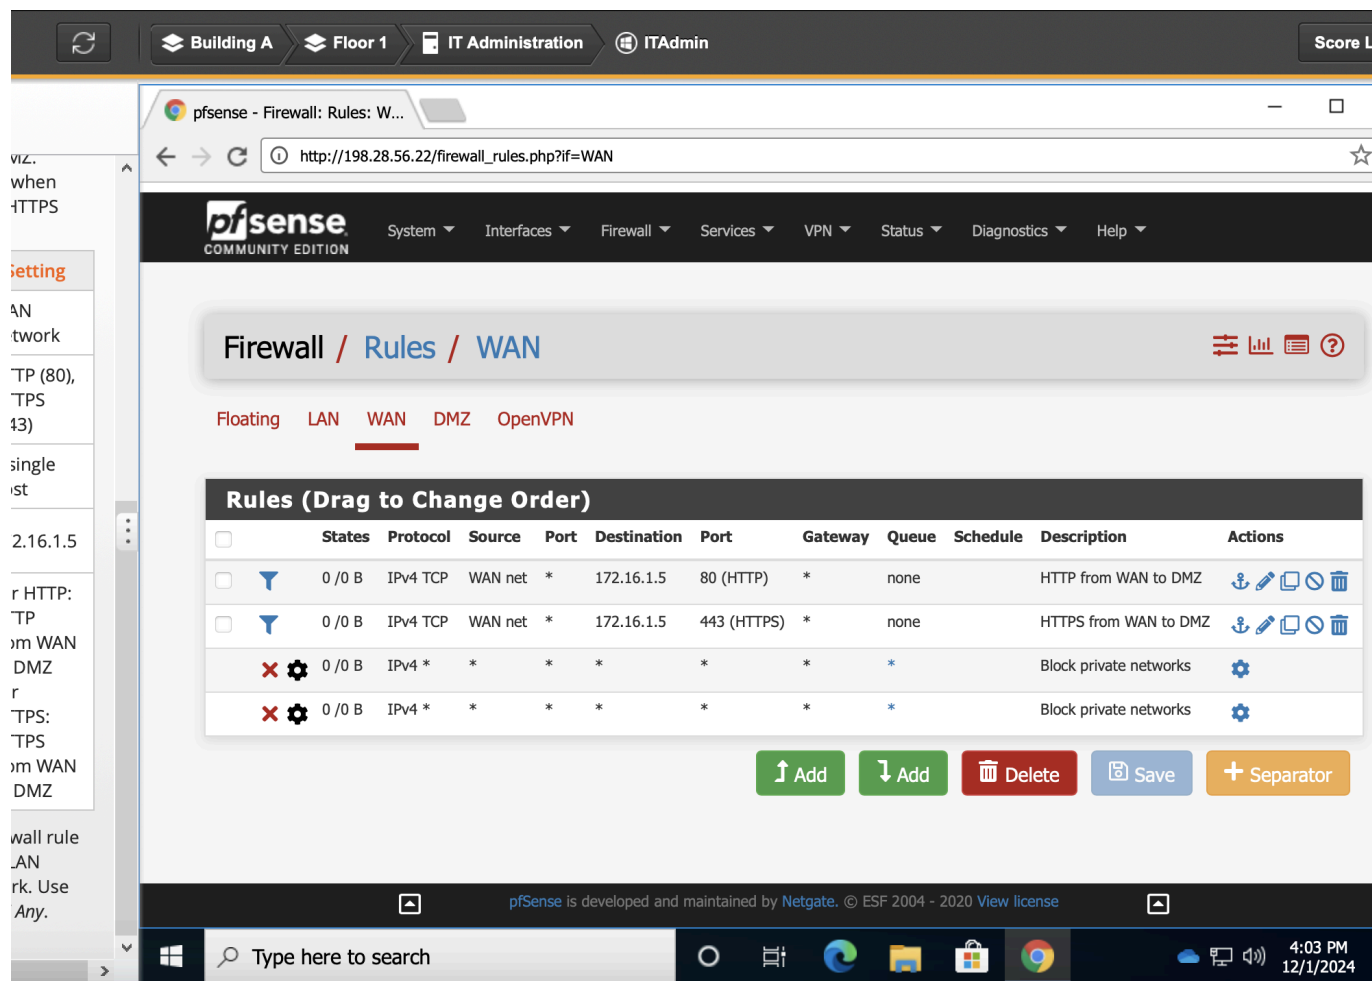 Building A
Floor 1
IT Administration
ITAdmin
Score L
pfsense - Firewall: Rules: W...
http://198.28.56.22/firewall_rules.php?if=WAN
when
HTTPS
Setting
AN
etwork
TP (80),
TPS
43)
single
ost
2.16.1.5
r HTTP:
TP
om WAN
DMZ
r
TPS:
TPS
om WAN
DMZ
wall rule
LAN
rk. Use
Any.
pfsense
COMMUNITY EDITION
System
Interfaces
Firewall
Services
VPN
Status
Diagnostics
Help
Firewall / Rules / WAN
Floating LAN WAN DMZ OpenVPN
Rules (Drag to Change Order)
States Protocol Source Port Destination Port Gateway Queue Schedule Description Actions
0 /0 B IPv4 TCP WAN net * 172.16.1.5 80 (HTTP) * none HTTP from WAN to DMZ
0 /0 B IPv4 TCP WAN net * 172.16.1.5 443 (HTTPS) * none HTTPS from WAN to DMZ
0 /0 B IPv4 * * * * * * * Block private networks
0 /0 B IPv4 * * * * * * * Block private networks
Add
Add
Delete
Save
Separator
pfSense is developed and maintained by Netgate. © ESF 2004 - 2020 View license
Type here to search
4:03 PM
12/1/2024